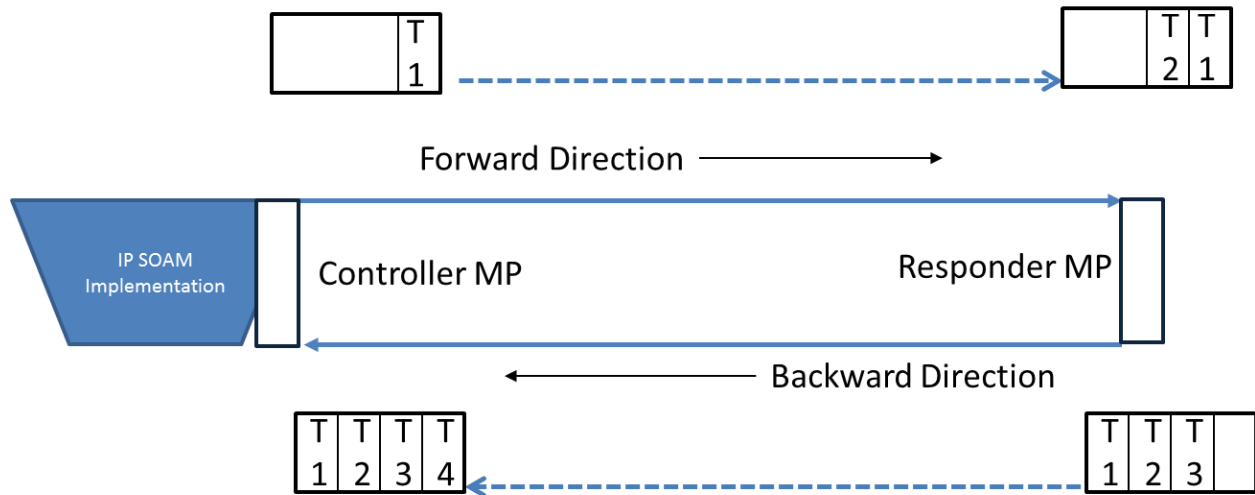 T
1
T T
2 1
Forward Direction
IP SOAM
Implementation
Controller MP
Responder MP
Backward Direction
T T T T
1 2 3 4
T T T
1 2 3